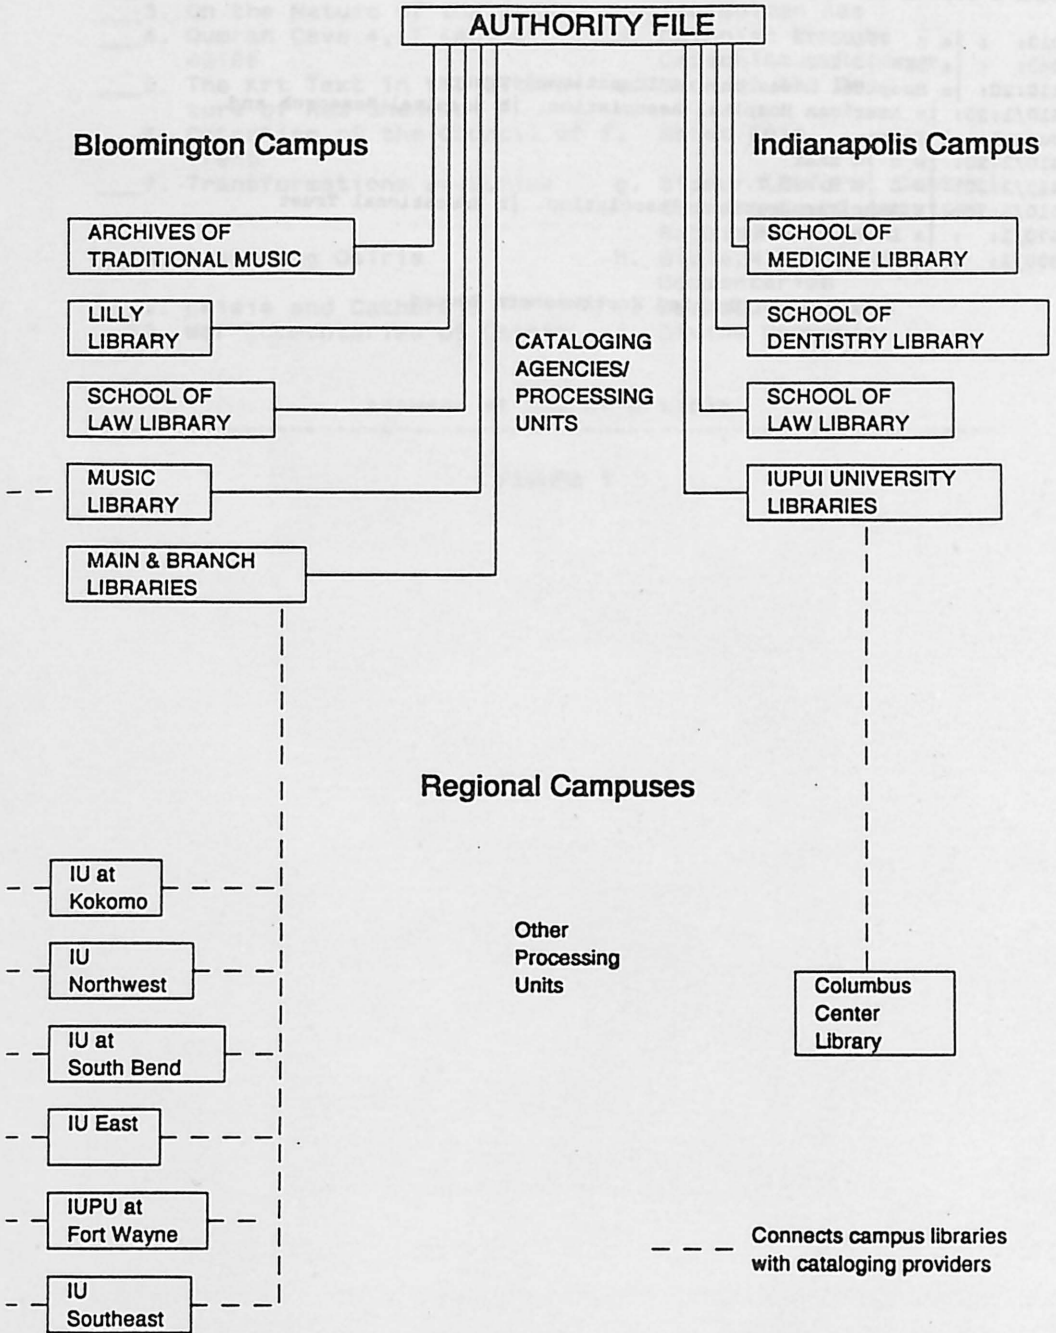 AUTHORITY FILE
Bloomington Campus
Indianapolis Campus
ARCHIVES OF
TRADITIONAL MUSIC
LILLY
LIBRARY
SCHOOL OF
LAW LIBRARY
MUSIC
LIBRARY
MAIN & BRANCH
LIBRARIES
CATALOGING
AGENCIES/
PROCESSING
UNITS
SCHOOL OF
MEDICINE LIBRARY
SCHOOL OF
DENTISTRY LIBRARY
SCHOOL OF
LAW LIBRARY
IUPUI UNIVERSITY
LIBRARIES
Regional Campuses
IU at
Kokomo
IU
Northwest
IU at
South Bend
IU East
IUPU at
Fort Wayne
IU
Southeast
Other
Processing
Units
Columbus
Center
Library
Connects campus libraries
with cataloging providers